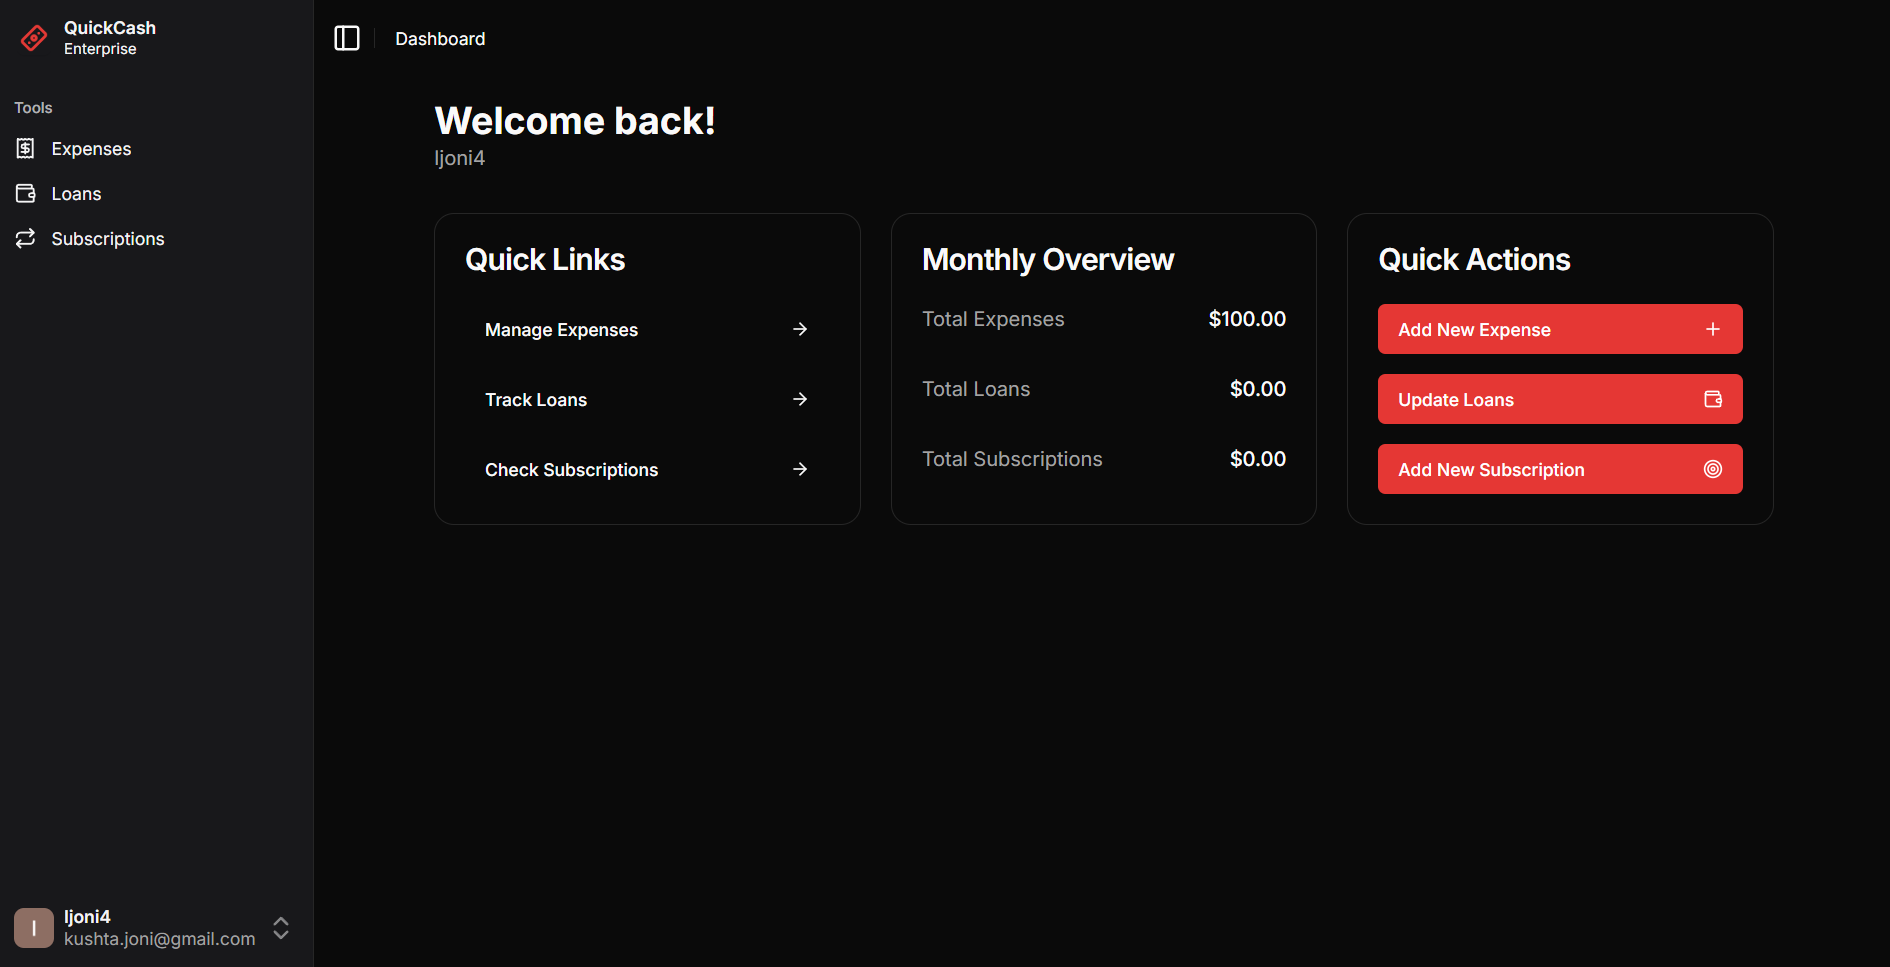 QuickCash
Enterprise
Tools
Expenses
Loans
Subscriptions
ljoni4
kushta.joni@gmail.com
Dashboard
Welcome back!
ljoni4
Quick Links
Manage Expenses
Track Loans
Check Subscriptions
Monthly Overview
Total Expenses $100.00
Total Loans $0.00
Total Subscriptions $0.00
Quick Actions
Add New Expense
Update Loans
Add New Subscription